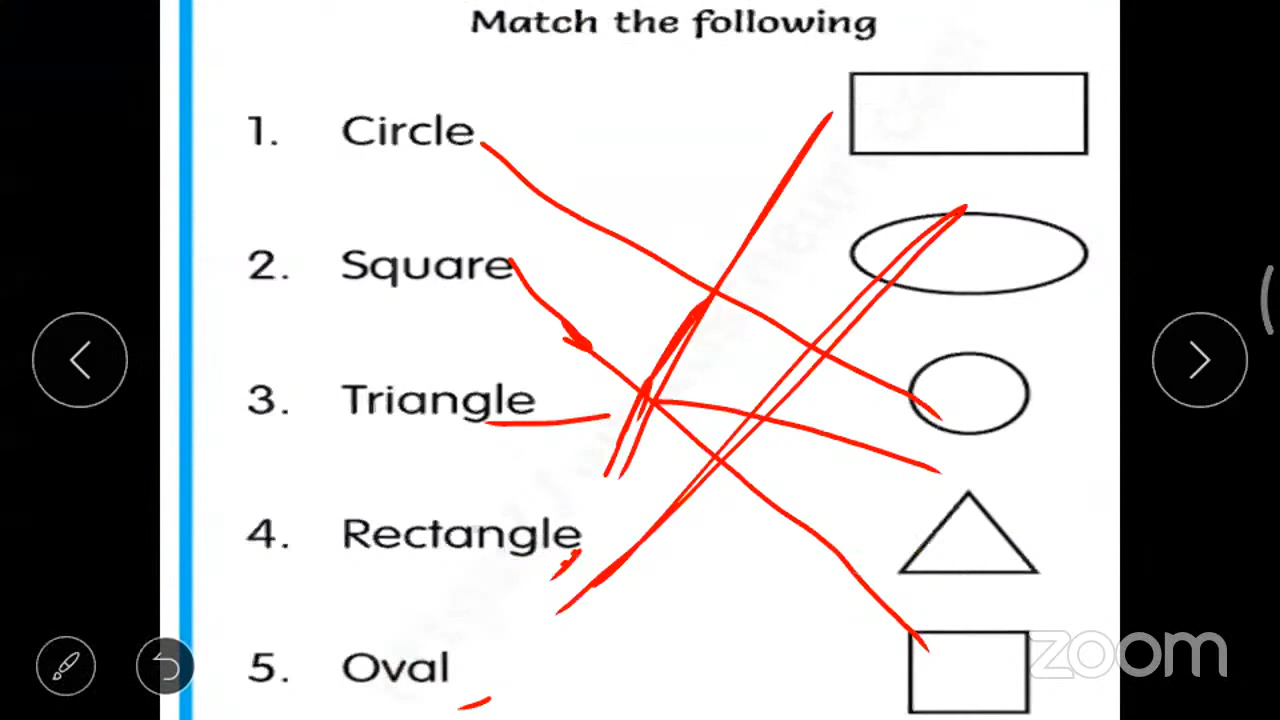 Match the following
1. Circle
2. Square
3. Triangle
4. Rectangle
5. Oval
zoom